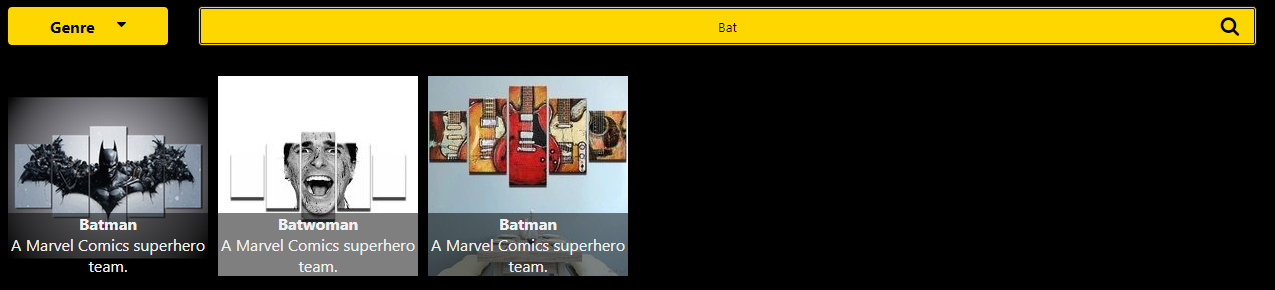 Genre
Bat
Batman
A Marvel Comics superhero
team.
Batwoman
A Marvel Comics superhero
team.
Batman
A Marvel Comics superhero
team.